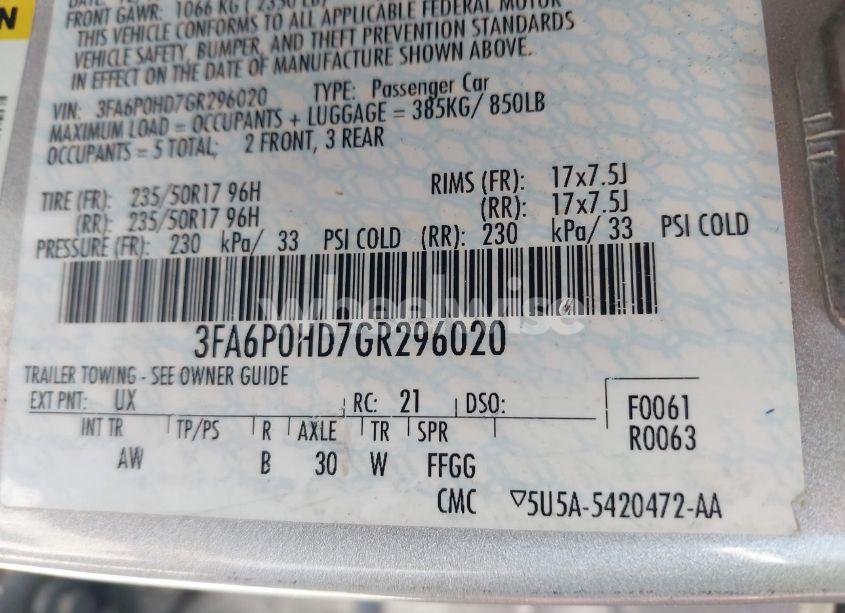 FRONT GAWR: 1066 KG ( 2350 LB)
THIS VEHICLE CONFORMS TO ALL APPLICABLE FEDERAL MOTOR
VEHICLE SAFETY, BUMPER, AND THEFT PREVENTION STANDARDS
IN EFFECT ON THE DATE OF MANUFACTURE SHOWN ABOVE.
VIN: 3FA6P0HD7GR296020 TYPE: Passenger Car
MAXIMUM LOAD = OCCUPANTS + LUGGAGE = 385KG/ 850LB
OCCUPANTS = 5 TOTAL; 2 FRONT, 3 REAR
TIRE (FR): 235/50R17 96H RIMS (FR): 17x7.5J
(RR): 235/50R17 96H (RR): 17x7.5J
PRESSURE (FR): 230 kPa/ 33 PSI COLD (RR): 230 kPa/ 33 PSI COLD
wheelwise
3FA6P0HD7GR296020
TRAILER TOWING - SEE OWNER GUIDE
EXT PNT: UX RC: 21 DSO: F0061
INT TR TP/PS R AXLE TR SPR R0063
AW B 30 W FFGG
CMC ▽5U5A-5420472-AA